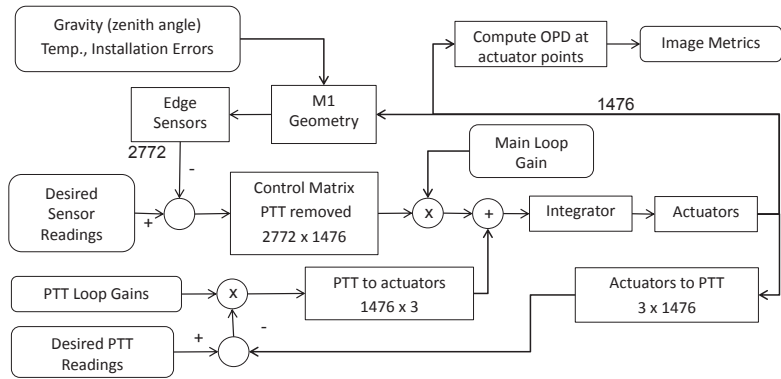 Gravity (zenith angle)
Temp., Installation Errors
Compute OPD at
actuator points
Image Metrics
Edge
Sensors
M1
Geometry
1476
2772
-
Main Loop
Gain
Desired
Sensor
Readings
+
Control Matrix
PTT removed
2772 x 1476
x
+
Integrator
Actuators
PTT Loop Gains
x
PTT to actuators
1476 x 3
Actuators to PTT
3 x 1476
-
Desired PTT
Readings
+